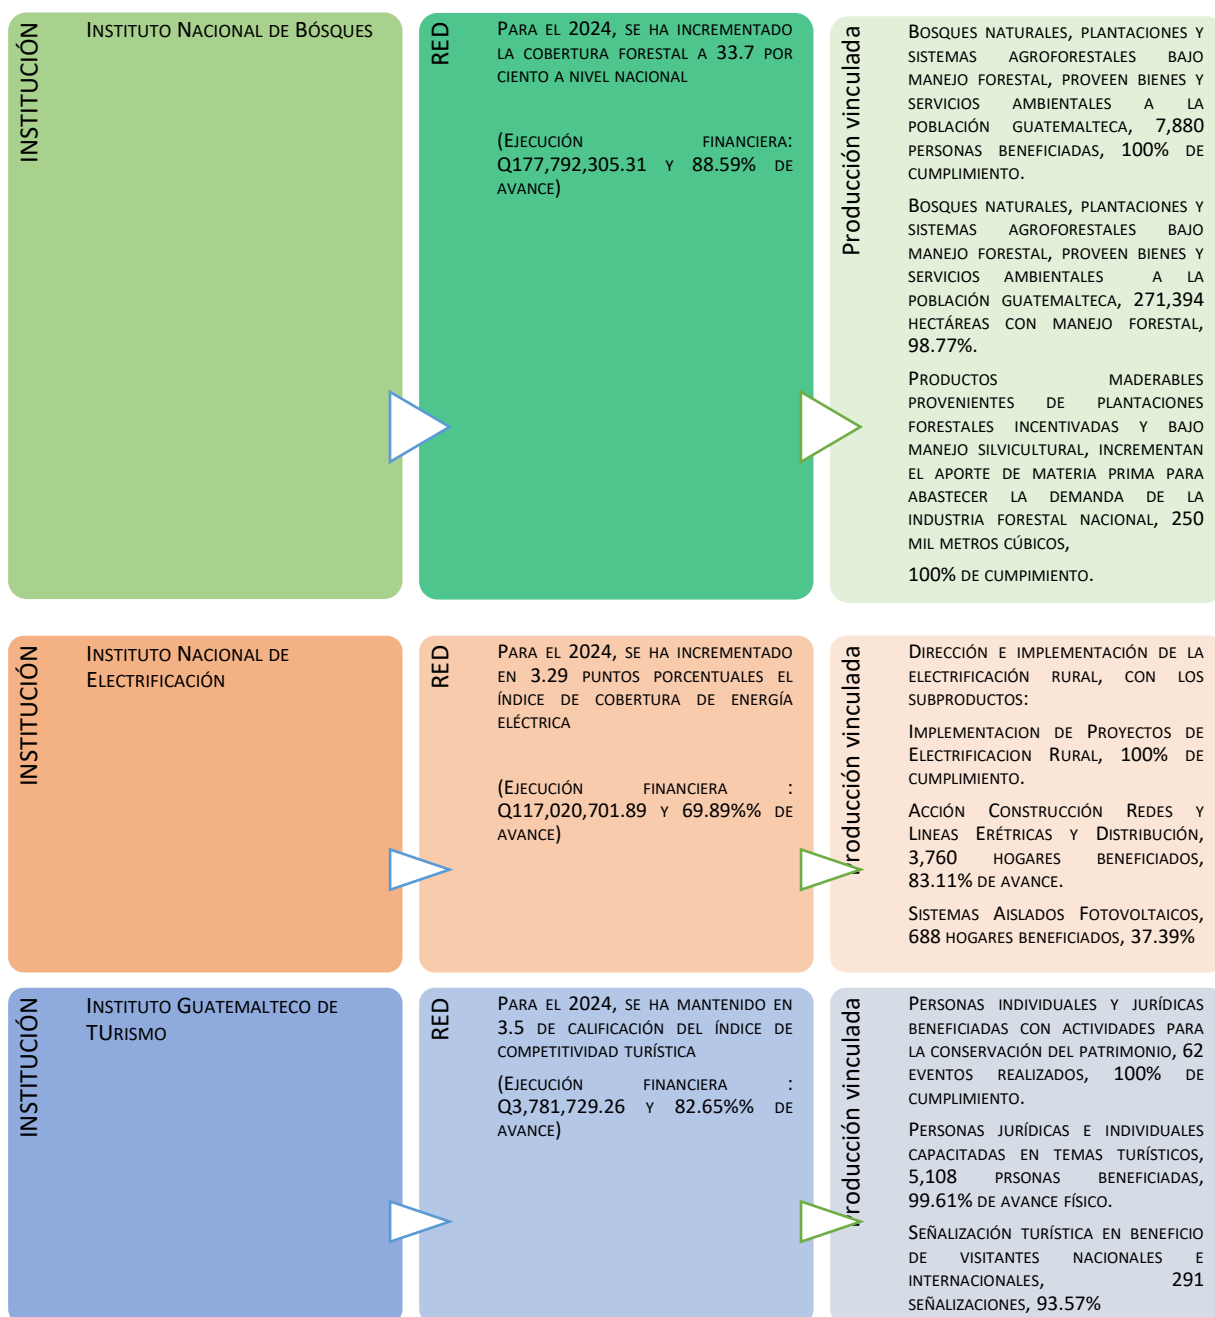 INSTITUCIÓN
INSTITUTO NACIONAL DE BÓSQUES
RED
PARA EL 2024, SE HA INCREMENTADO
LA COBERTURA FORESTAL A 33.7 POR
CIENTO A NIVEL NACIONAL
(EJECUCIÓN FINANCIERA:
Q177,792,305.31 Y 88.59% DE
AVANCE)
Producción vinculada
BOSQUES NATURALES, PLANTACIONES Y
SISTEMAS AGROFORESTALES BAJO
MANEJO FORESTAL, PROVEEN BIENES Y
SERVICIOS AMBIENTALES A LA
POBLACIÓN GUATEMALTECA, 7,880
PERSONAS BENEFICIADAS, 100% DE
CUMPLIMIENTO.
BOSQUES NATURALES, PLANTACIONES Y
SISTEMAS AGROFORESTALES BAJO
MANEJO FORESTAL, PROVEEN BIENES Y
SERVICIOS AMBIENTALES A LA
POBLACIÓN GUATEMALTECA, 271,394
HECTÁREAS CON MANEJO FORESTAL,
98.77%.
PRODUCTOS MADERABLES
PROVENIENTES DE PLANTACIONES
FORESTALES INCENTIVADAS Y BAJO
MANEJO SILVICULTURAL, INCREMENTAN
EL APORTE DE MATERIA PRIMA PARA
ABASTECER LA DEMANDA DE LA
INDUSTRIA FORESTAL NACIONAL, 250
MIL METROS CÚBICOS,
100% DE CUMPIMIENTO.
INSTITUCIÓN
INSTITUTO NACIONAL DE
ELECTRIFICACIÓN
RED
PARA EL 2024, SE HA INCREMENTADO
EN 3.29 PUNTOS PORCENTUALES EL
ÍNDICE DE COBERTURA DE ENERGÍA
ELÉCTRICA
(EJECUCIÓN FINANCIERA :
Q117,020,701.89 Y 69.89%% DE
AVANCE)
Producción vinculada
DIRECCIÓN E IMPLEMENTACIÓN DE LA
ELECTRIFICACIÓN RURAL, CON LOS
SUBPRODUCTOS:
IMPLEMENTACION DE PROYECTOS DE
ELECTRIFICACION RURAL, 100% DE
CUMPLIMIENTO.
ACCIÓN CONSTRUCCIÓN REDES Y
LINEAS ERÉTRICAS Y DISTRIBUCIÓN,
3,760 HOGARES BENEFICIADOS,
83.11% DE AVANCE.
SISTEMAS AISLADOS FOTOVOLTAICOS,
688 HOGARES BENEFICIADOS, 37.39%
INSTITUCIÓN
INSTITUTO GUATEMALTECO DE
TURISMO
RED
PARA EL 2024, SE HA MANTENIDO EN
3.5 DE CALIFICACIÓN DEL ÍNDICE DE
COMPETITIVIDAD TURÍSTICA
(EJECUCIÓN FINANCIERA :
Q3,781,729.26 Y 82.65%% DE
AVANCE)
Producción vinculada
PERSONAS INDIVIDUALES Y JURÍDICAS
BENEFICIADAS CON ACTIVIDADES PARA
LA CONSERVACIÓN DEL PATRIMONIO, 62
EVENTOS REALIZADOS, 100% DE
CUMPLIMIENTO.
PERSONAS JURÍDICAS E INDIVIDUALES
CAPACITADAS EN TEMAS TURÍSTICOS,
5,108 PRSONAS BENEFICIADAS,
99.61% DE AVANCE FÍSICO.
SEÑALIZACIÓN TURÍSTICA EN BENEFICIO
DE VISITANTES NACIONALES E
INTERNACIONALES, 291
SEÑALIZACIONES, 93.57%